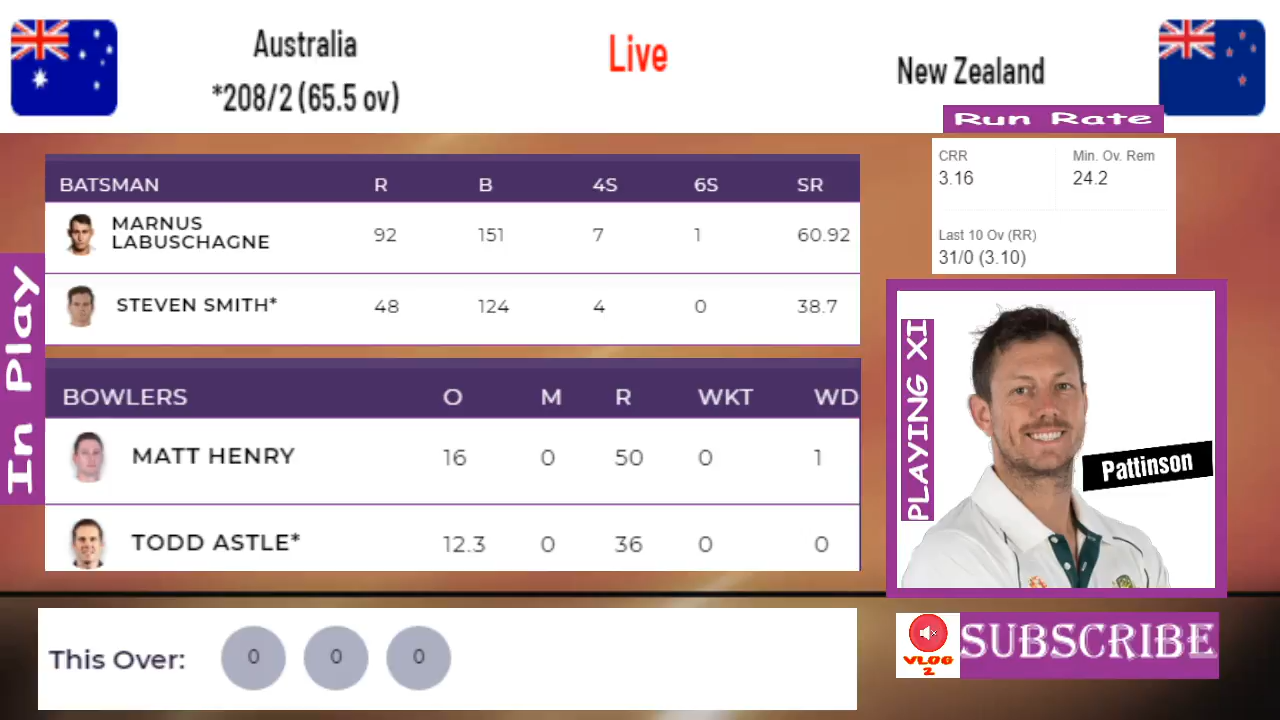 Australia
*208/2 (65.5 ov)
Live
New Zealand
Run Rate
CRR
3.16
Min. Ov. Rem
24.2
Last 10 Ov (RR)
31/0 (3.10)
BATSMAN R B 4S 6S SR
MARNUS
LABUSCHAGNE 92 151 7 1 60.92
STEVEN SMITH* 48 124 4 0 38.7
In Play
BOWLERS O M R WKT WD
MATT HENRY 16 0 50 0 1
TODD ASTLE* 12.3 0 36 0 0
PLAYING XI
Pattinson
This Over: 0 0 0
VLOG
2
SUBSCRIBE